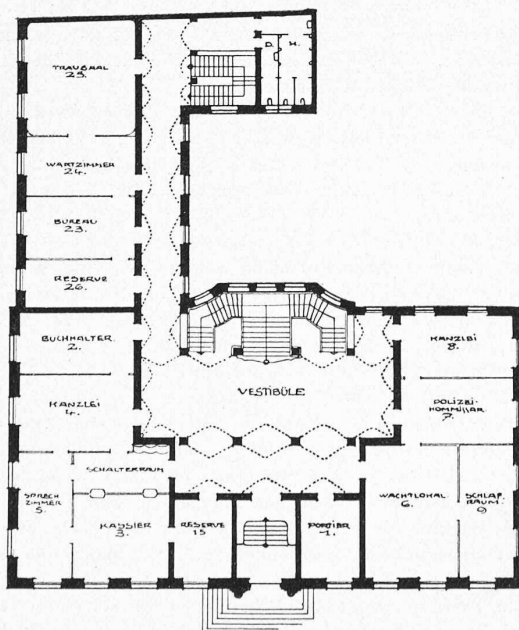 TRAUSAAL
25.
D.
H.
WARTZIMMER
24.
BUREAU
23.
RESERVE
26.
BUCHHALTER
2.
KANZLEI
8.
KANZLEI
4.
VESTIBÜLE
POLIZEI-
KOMMISSAR
7.
SCHALTERRAUM
SPRECH
ZIMMER
5.
KASSIER
3.
RESERVE
15
PORTIER
1.
WACHTLOKAL
6.
SCHLAF
RAUM
9